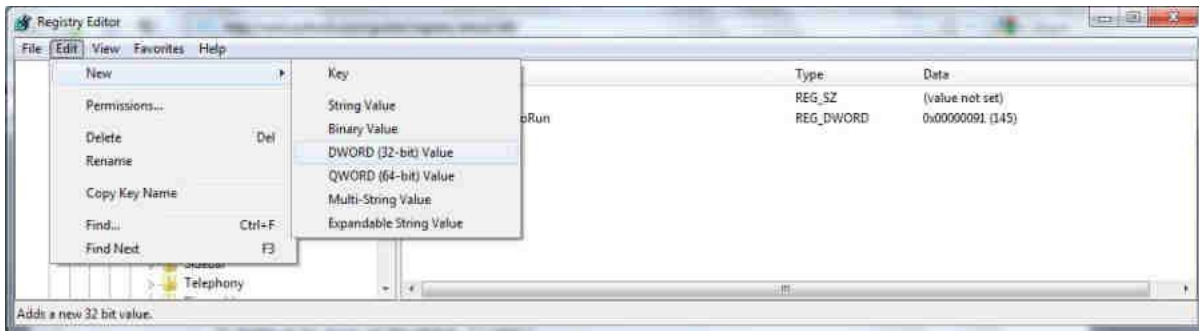 Registry Editor
File Edit View Favorites Help
New
Permissions...
Delete Del
Rename
Copy Key Name
Find... Ctrl+F
Find Next F3
Key
String Value
Binary Value
DWORD (32-bit) Value
QWORD (64-bit) Value
Multi-String Value
Expandable String Value
Type Data
REG_SZ (value not set)
oRun REG_DWORD 0x00000091 (145)
Telephony
Adds a new 32 bit value.